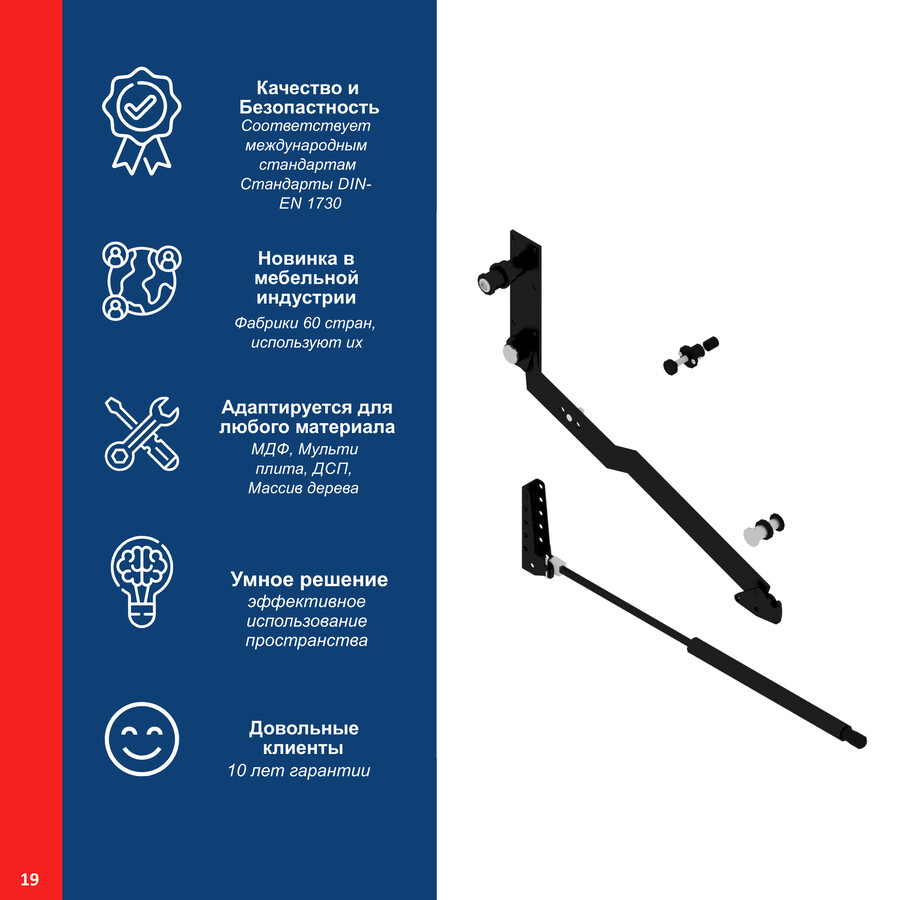 Качество и
Безопастность
Соответствует
международным
стандартам
Стандарты DIN-
EN 1730
Новинка в
мебельной
индустрии
Фабрики 60 стран,
используют их
Адаптируется для
любого материала
МДФ, Мульти
плита, ДСП,
Массив дерева
Умное решение
эффективное
использование
пространства
Довольные
клиенты
10 лет гарантии
19